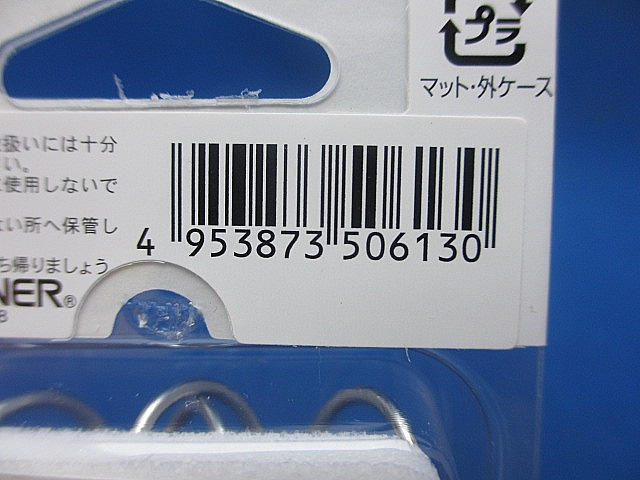 プラ
マット・外ケース
扱いには十分
い。
使用しないで
い所へ保管し
ち帰りましょう
NER®
8
4 953873 506130